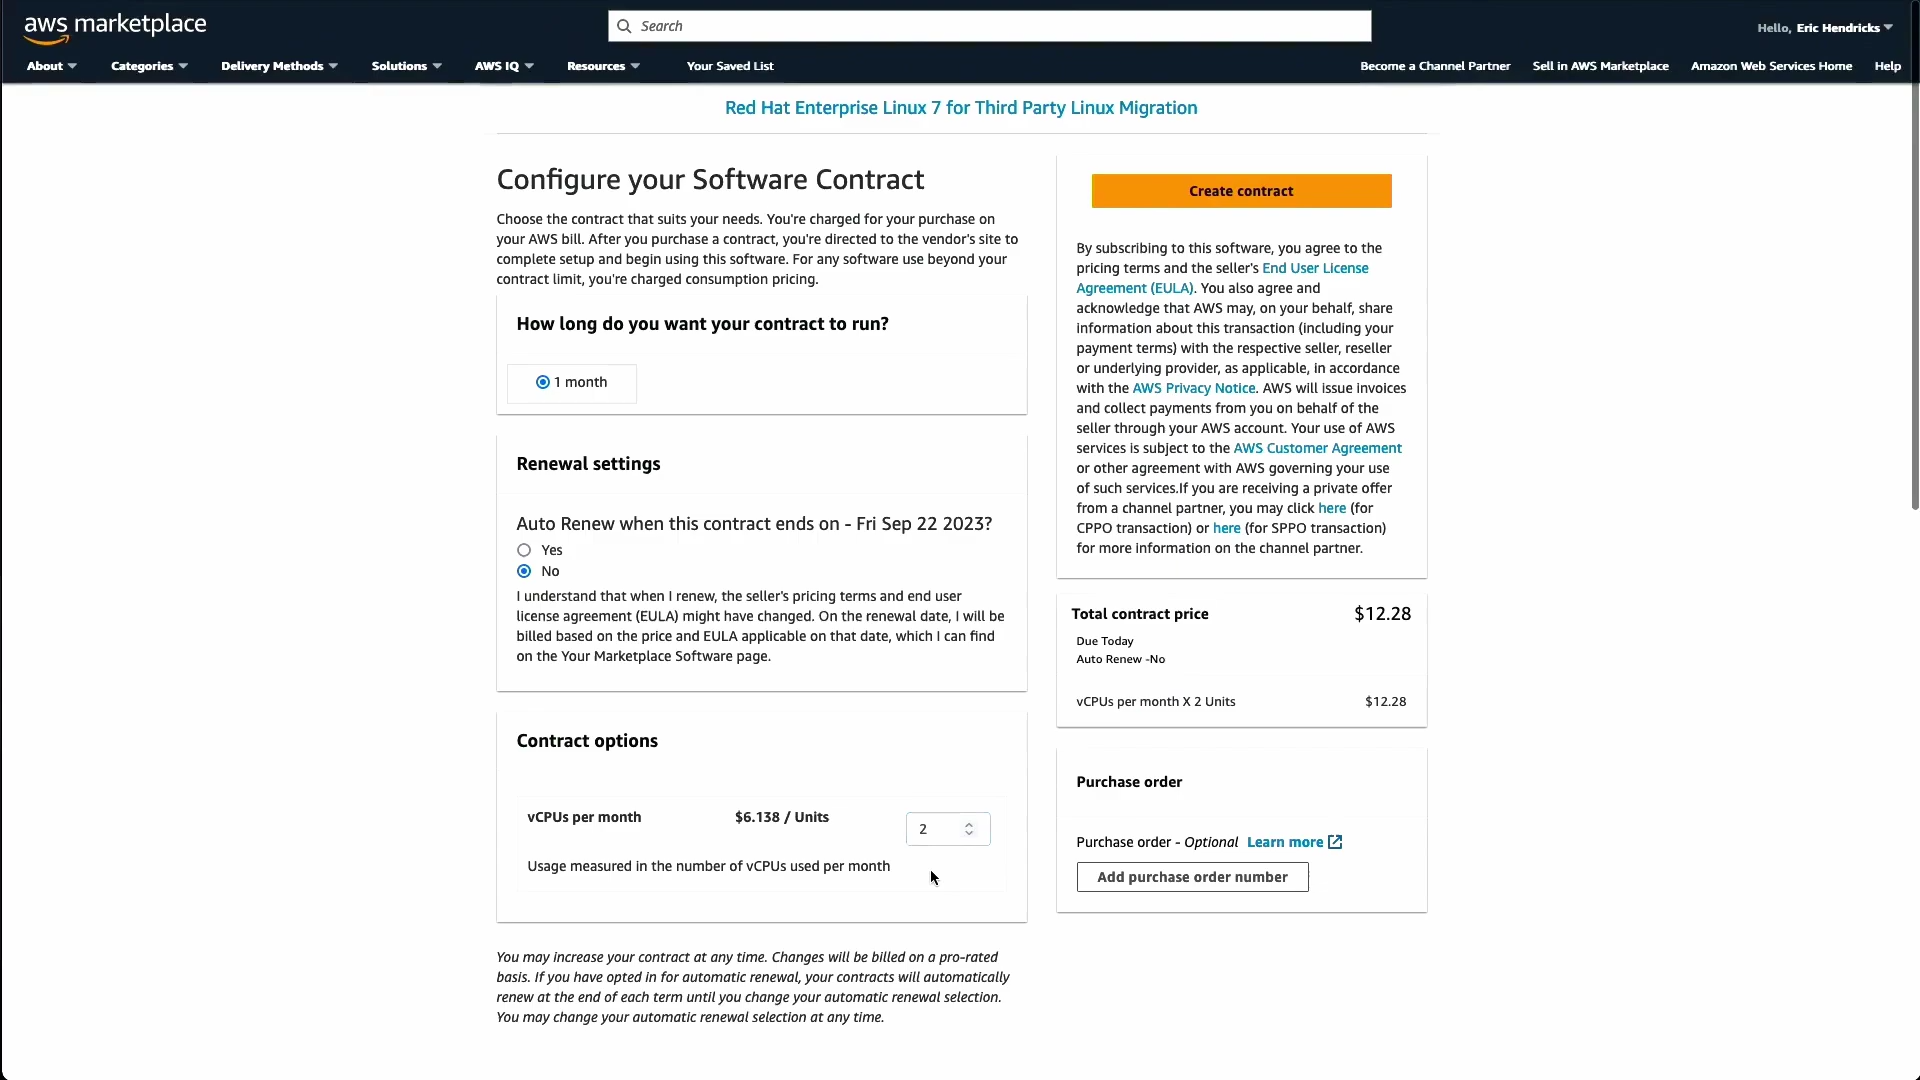 aws marketplace
Search
Hello, Eric Hendricks
About
Categories
Delivery Methods
Solutions
AWS IQ
Resources
Your Saved List
Become a Channel Partner
Sell in AWS Marketplace
Amazon Web Services Home
Help
Red Hat Enterprise Linux 7 for Third Party Linux Migration
Configure your Software Contract
Choose the contract that suits your needs. You're charged for your purchase on
your AWS bill. After you purchase a contract, you're directed to the vendor's site to
complete setup and begin using this software. For any software use beyond your
contract limit, you're charged consumption pricing.
How long do you want your contract to run?
1 month
Renewal settings
Auto Renew when this contract ends on - Fri Sep 22 2023?
Yes
No
I understand that when I renew, the seller's pricing terms and end user
license agreement (EULA) might have changed. On the renewal date, I will be
billed based on the price and EULA applicable on that date, which I can find
on the Your Marketplace Software page.
Contract options
vCPUs per month
$6.138 / Units
2
Usage measured in the number of vCPUs used per month
You may increase your contract at any time. Changes will be billed on a pro-rated
basis. If you have opted in for automatic renewal, your contracts will automatically
renew at the end of each term until you change your automatic renewal selection.
You may change your automatic renewal selection at any time.
Create contract
By subscribing to this software, you agree to the
pricing terms and the seller's End User License
Agreement (EULA). You also agree and
acknowledge that AWS may, on your behalf, share
information about this transaction (including your
payment terms) with the respective seller, reseller
or underlying provider, as applicable, in accordance
with the AWS Privacy Notice. AWS will issue invoices
and collect payments from you on behalf of the
seller through your AWS account. Your use of AWS
services is subject to the AWS Customer Agreement
or other agreement with AWS governing your use
of such services.If you are receiving a private offer
from a channel partner, you may click here (for
CPPO transaction) or here (for SPPO transaction)
for more information on the channel partner.
Total contract price
$12.28
Due Today
Auto Renew -No
vCPUs per month X 2 Units
$12.28
Purchase order
Purchase order - Optional Learn more
Add purchase order number